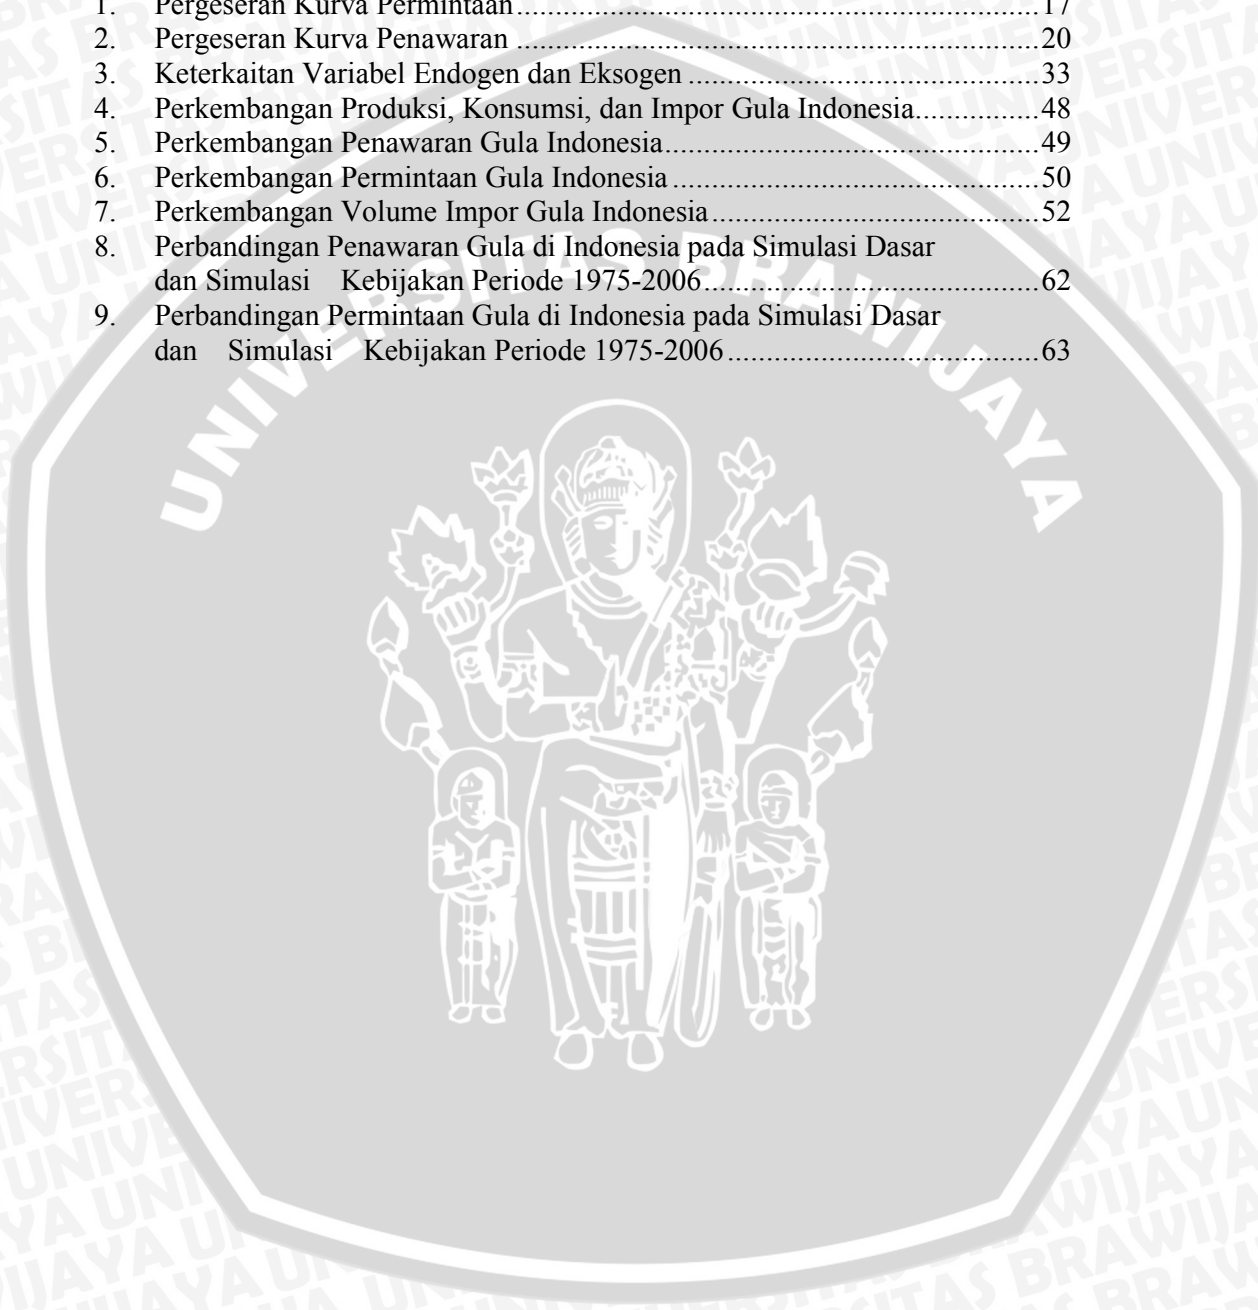 1. Pergeseran Kurva Permintaan....................................................................17
2. Pergeseran Kurva Penawaran ....................................................................20
3. Keterkaitan Variabel Endogen dan Eksogen ..............................................33
4. Perkembangan Produksi, Konsumsi, dan Impor Gula Indonesia................48
5. Perkembangan Penawaran Gula Indonesia.................................................49
6. Perkembangan Permintaan Gula Indonesia ................................................50
7. Perkembangan Volume Impor Gula Indonesia...........................................52
8. Perbandingan Penawaran Gula di Indonesia pada Simulasi Dasar
dan Simulasi Kebijakan Periode 1975-2006............................................62
9. Perbandingan Permintaan Gula di Indonesia pada Simulasi Dasar
dan Simulasi Kebijakan Periode 1975-2006.........................................63
UNIVERSITAS BRAWIJAYA